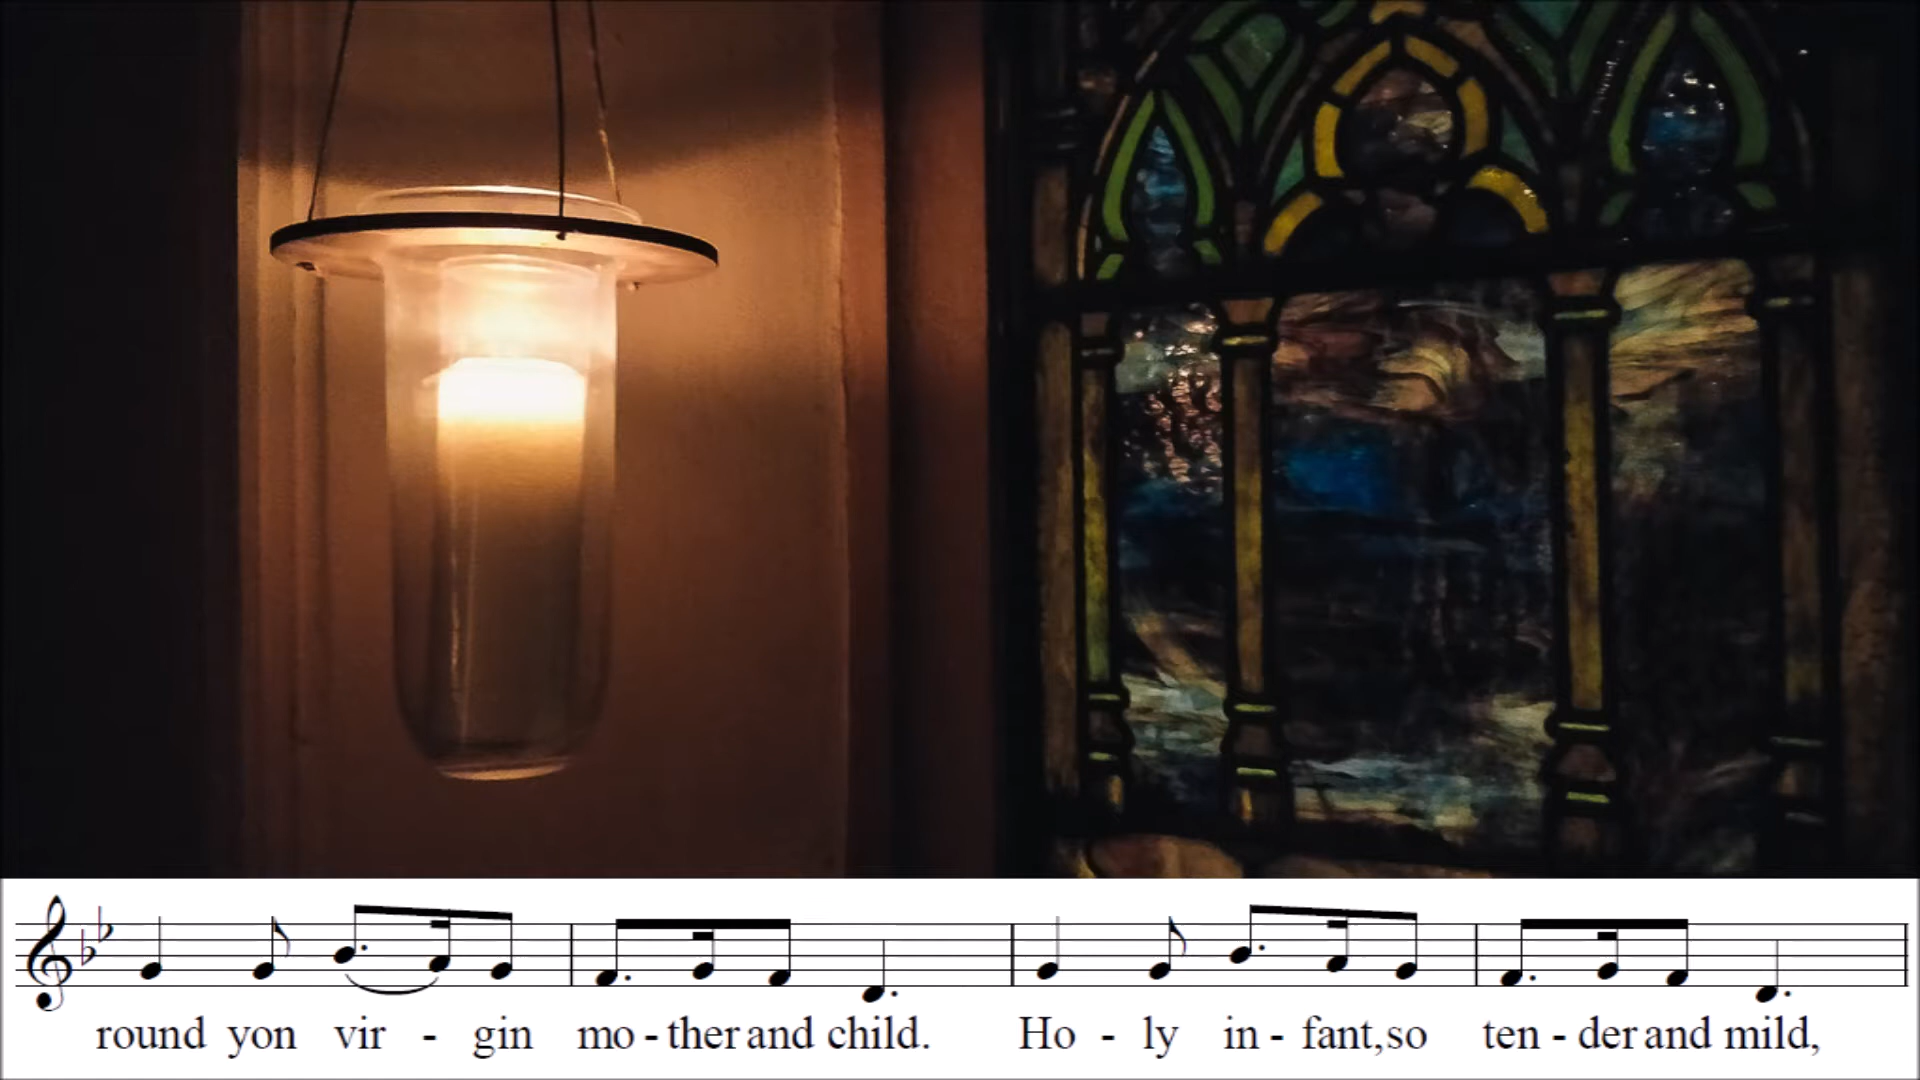 round yon vir - gin mo - ther and child. Ho - ly in - fant, so ten - der and mild,